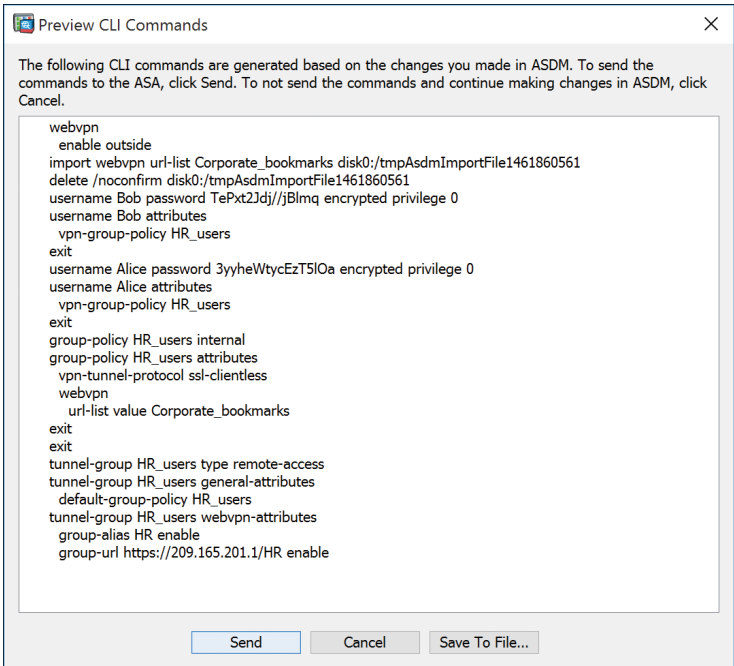 Preview CLI Commands
The following CLI commands are generated based on the changes you made in ASDM. To send the
commands to the ASA, click Send. To not send the commands and continue making changes in ASDM, click
Cancel.
webvpn
enable outside
import webvpn url-list Corporate_bookmarks disk0:/tmpAsdmImportFile1461860561
delete /noconfirm disk0:/tmpAsdmImportFile1461860561
username Bob password TePxt2Jdj//jBlmq encrypted privilege 0
username Bob attributes
vpn-group-policy HR_users
exit
username Alice password 3yyheWtycEzT5lOa encrypted privilege 0
username Alice attributes
vpn-group-policy HR_users
exit
group-policy HR_users internal
group-policy HR_users attributes
vpn-tunnel-protocol ssl-clientless
webvpn
url-list value Corporate_bookmarks
exit
exit
tunnel-group HR_users type remote-access
tunnel-group HR_users general-attributes
default-group-policy HR_users
tunnel-group HR_users webvpn-attributes
group-alias HR enable
group-url https://209.165.201.1/HR enable
Send Cancel Save To File...